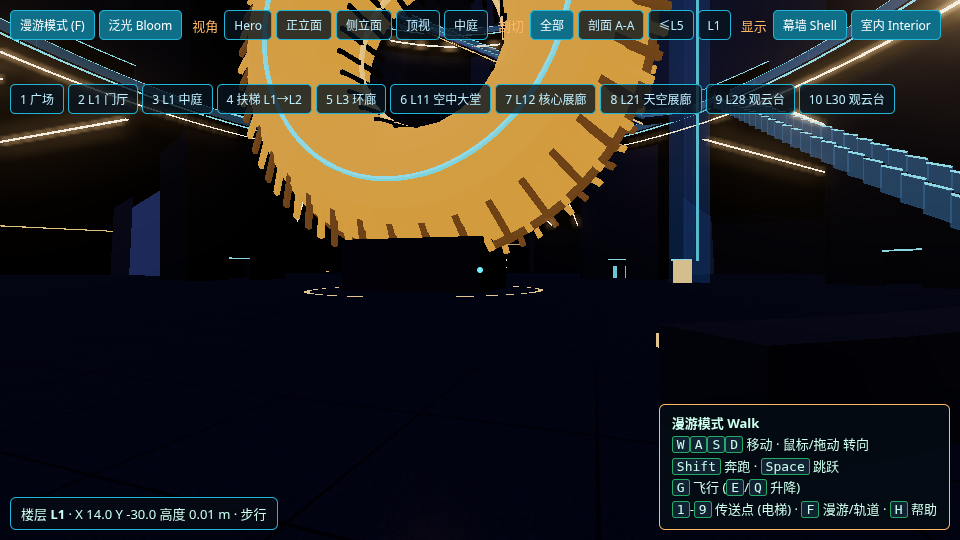 漫游模式 (F) 泛光 Bloom 视角 Hero 正立面 侧立面 顶视 中庭 剖切 全部 剖面 A-A ≤L5 L1 显示 幕墙 Shell 室内 Interior
1 广场 2 L1 门厅 3 L1 中庭 4 扶梯 L1→L2 5 L3 环廊 6 L11 空中大堂 7 L12 核心展廊 8 L21 天空展廊 9 L28 观云台 10 L30 观云台
漫游模式 Walk
W A S D 移动 · 鼠标/拖动 转向
Shift 奔跑 · Space 跳跃
G 飞行 (E/Q 升降)
1-9 传送点 (电梯) · F 漫游/轨道 · H 帮助
楼层 L1 · X 14.0 Y -30.0 高度 0.01 m · 步行